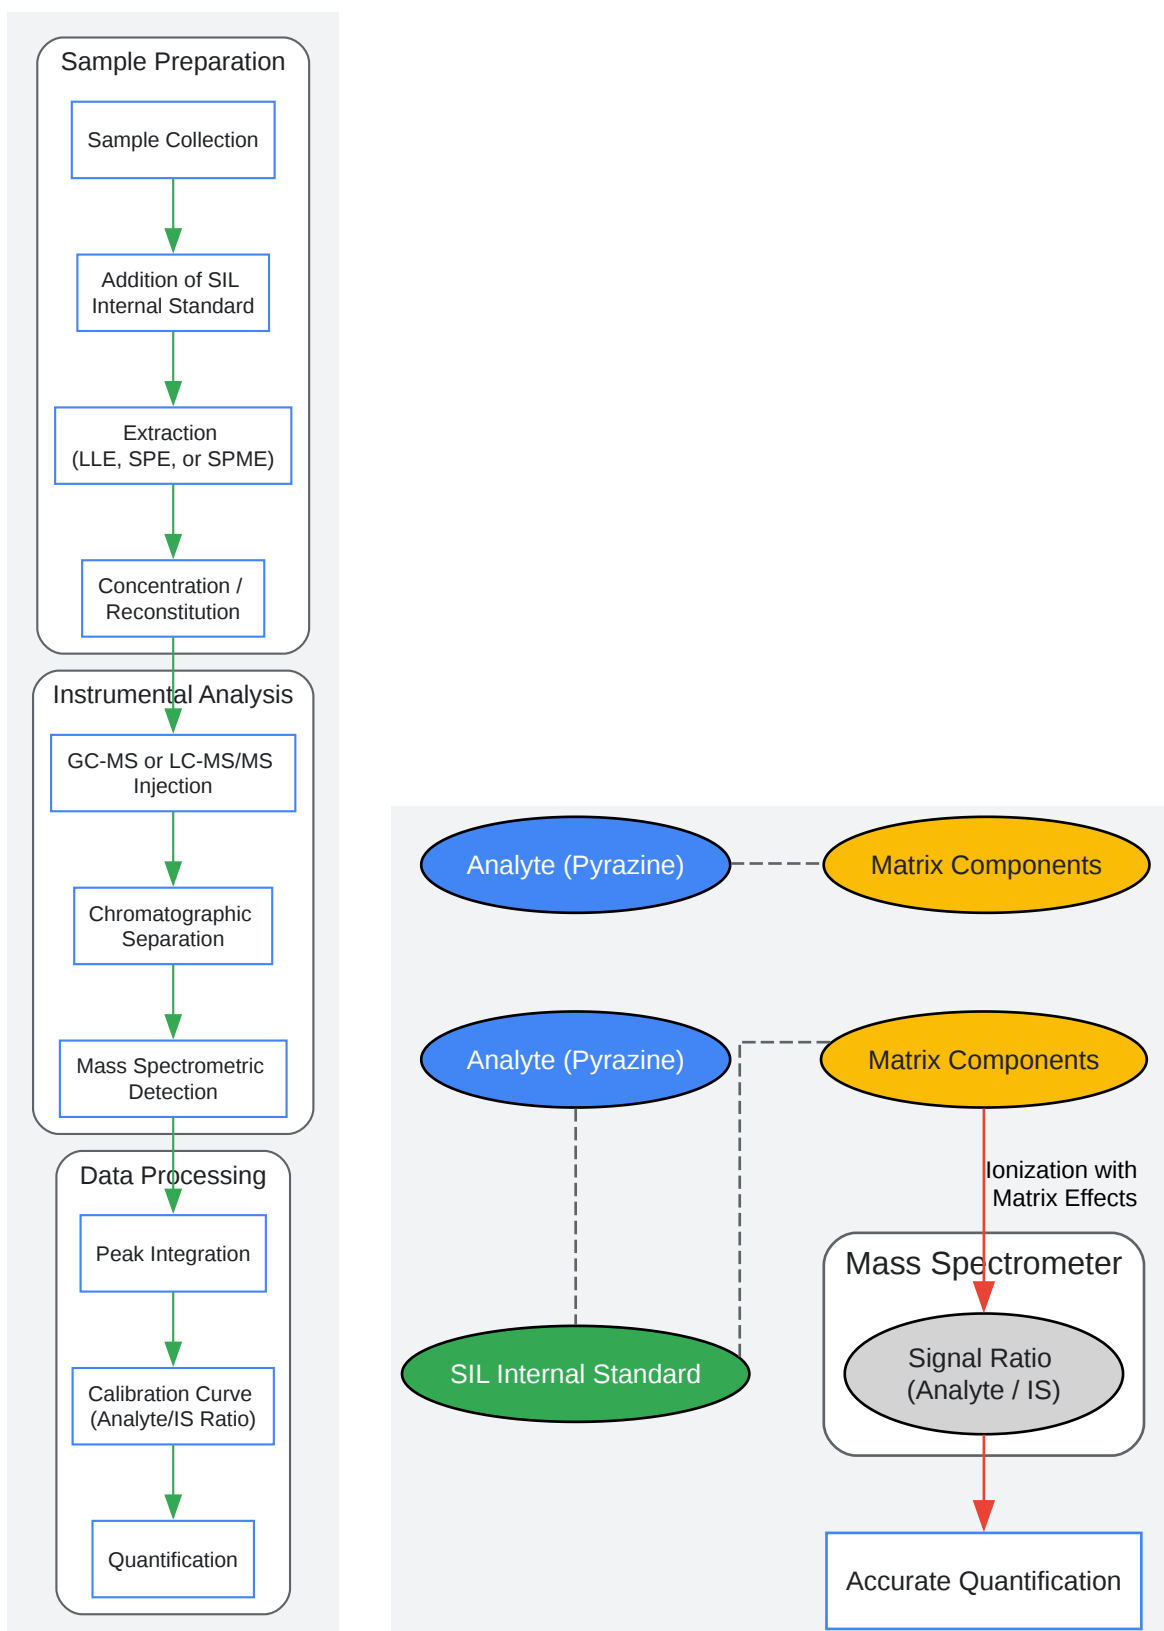 Sample Preparation
Sample Collection
Addition of SIL
Internal Standard
Extraction
(LLE, SPE, or SPME)
Concentration /
Reconstitution
Instrumental Analysis
GC-MS or LC-MS/MS
Injection
Chromatographic
Separation
Mass Spectrometric
Detection
Data Processing
Peak Integration
Calibration Curve
(Analyte/IS Ratio)
Quantification
Analyte (Pyrazine)
Matrix Components
Analyte (Pyrazine)
Matrix Components
Ionization with
Matrix Effects
Mass Spectrometer
SIL Internal Standard
Signal Ratio
(Analyte / IS)
Accurate Quantification